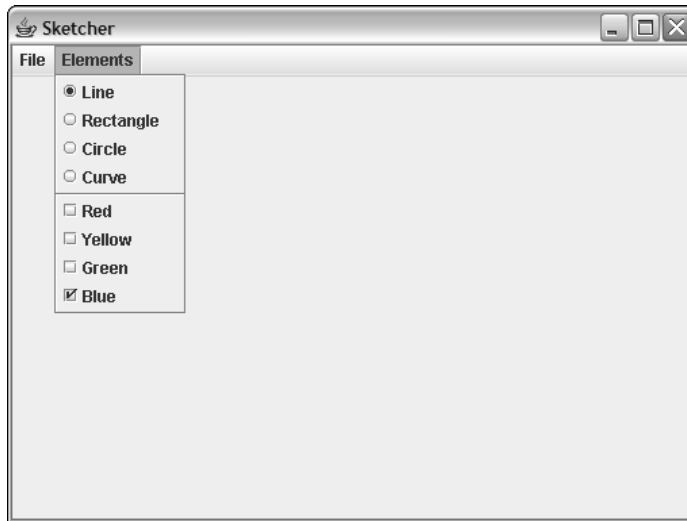 Sketcher
File Elements
Line
Rectangle
Circle
Curve
Red
Yellow
Green
Blue